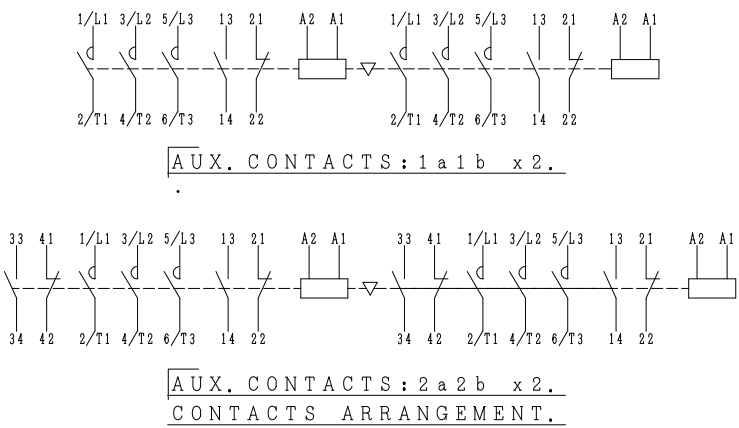 1/L1 3/L2 5/L3 13 21 A2 A1 1/L1 3/L2 5/L3 13 21 A2 A1
2/T1 4/T2 6/T3 14 22 2/T1 4/T2 6/T3 14 22
AUX. CONTACTS:1a1b x2.
.
33 41 1/L1 3/L2 5/L3 13 21 A2 A1 33 41 1/L1 3/L2 5/L3 13 21 A2 A1
34 42 2/T1 4/T2 6/T3 14 22 34 42 2/T1 4/T2 6/T3 14 22
AUX. CONTACTS:2a2b x2.
CONTACTS ARRANGEMENT.